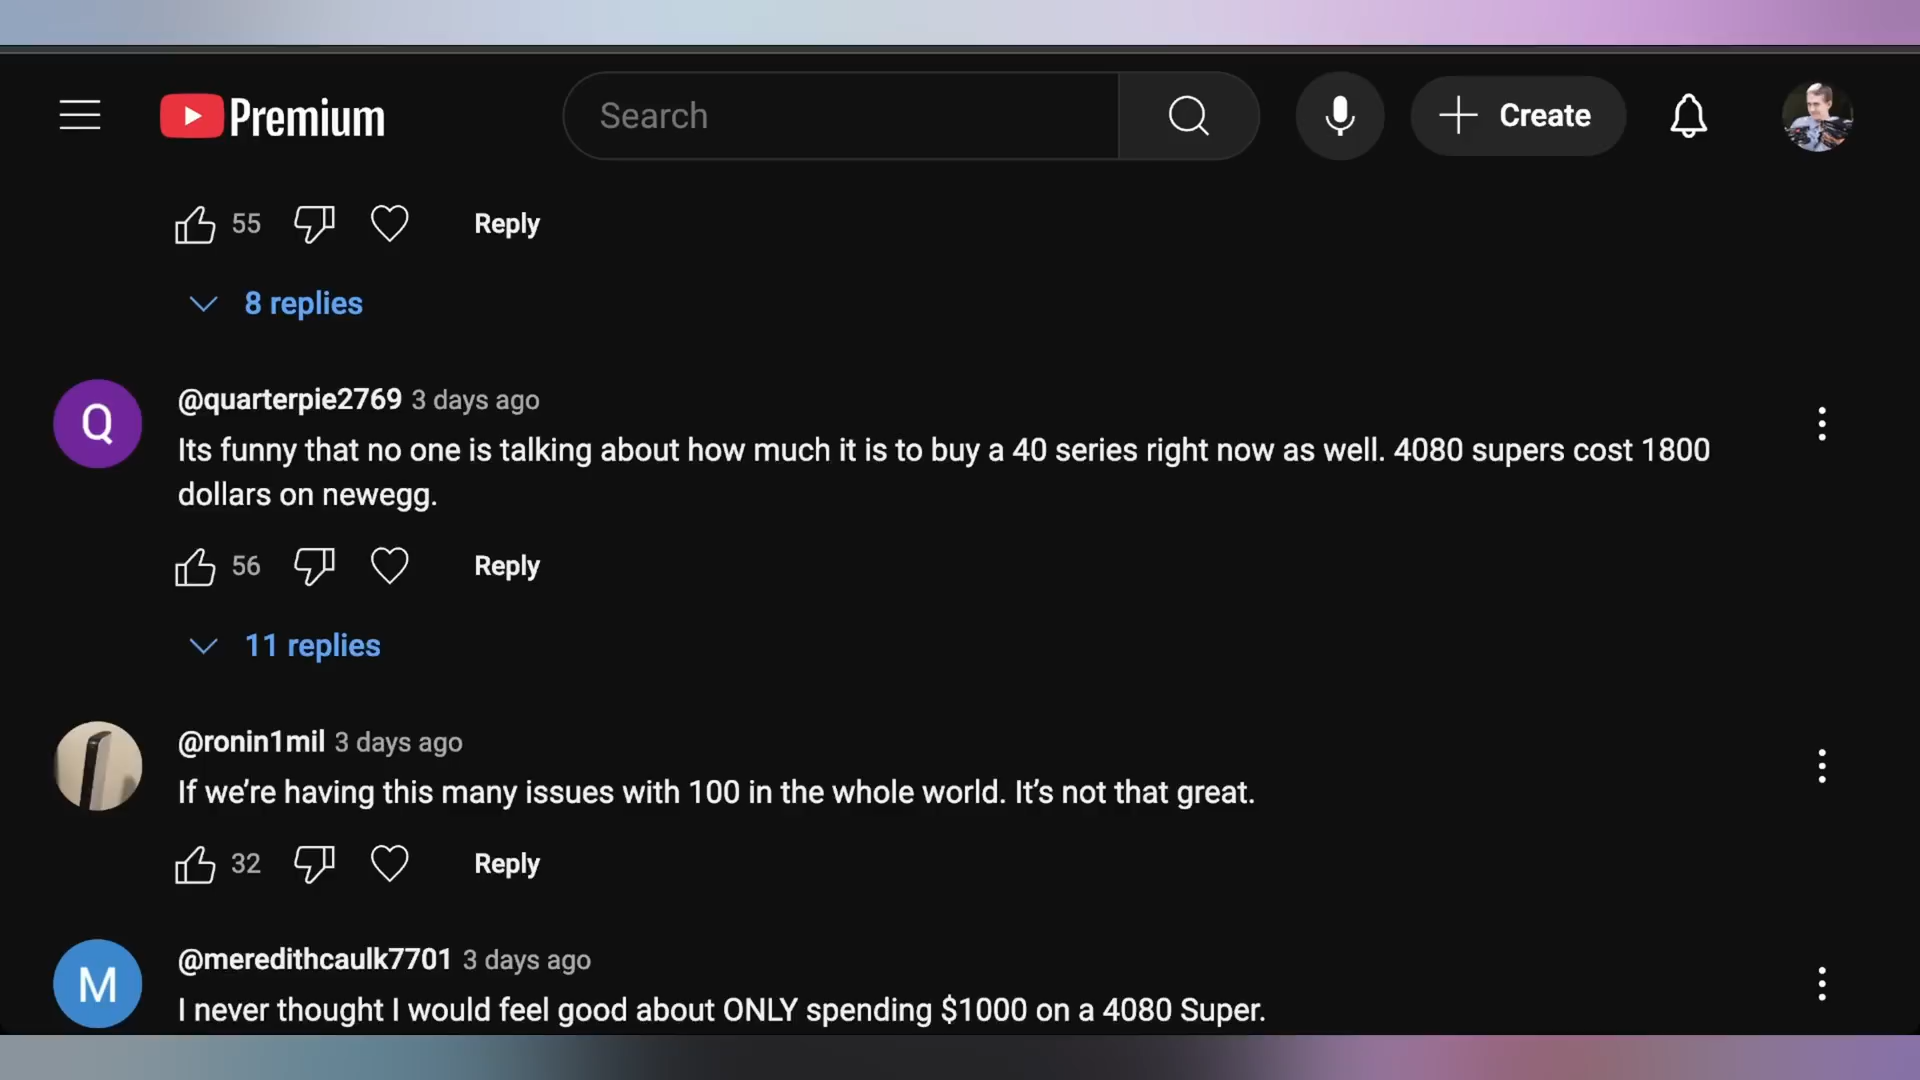 Premium
Search
Create
55
Reply
8 replies
Q
@quarterpie2769 3 days ago
Its funny that no one is talking about how much it is to buy a 40 series right now as well. 4080 supers cost 1800
dollars on newegg.
56
Reply
11 replies
@ronin1mil 3 days ago
If we’re having this many issues with 100 in the whole world. It’s not that great.
32
Reply
M
@meredithcaulk7701 3 days ago
I never thought I would feel good about ONLY spending $1000 on a 4080 Super.